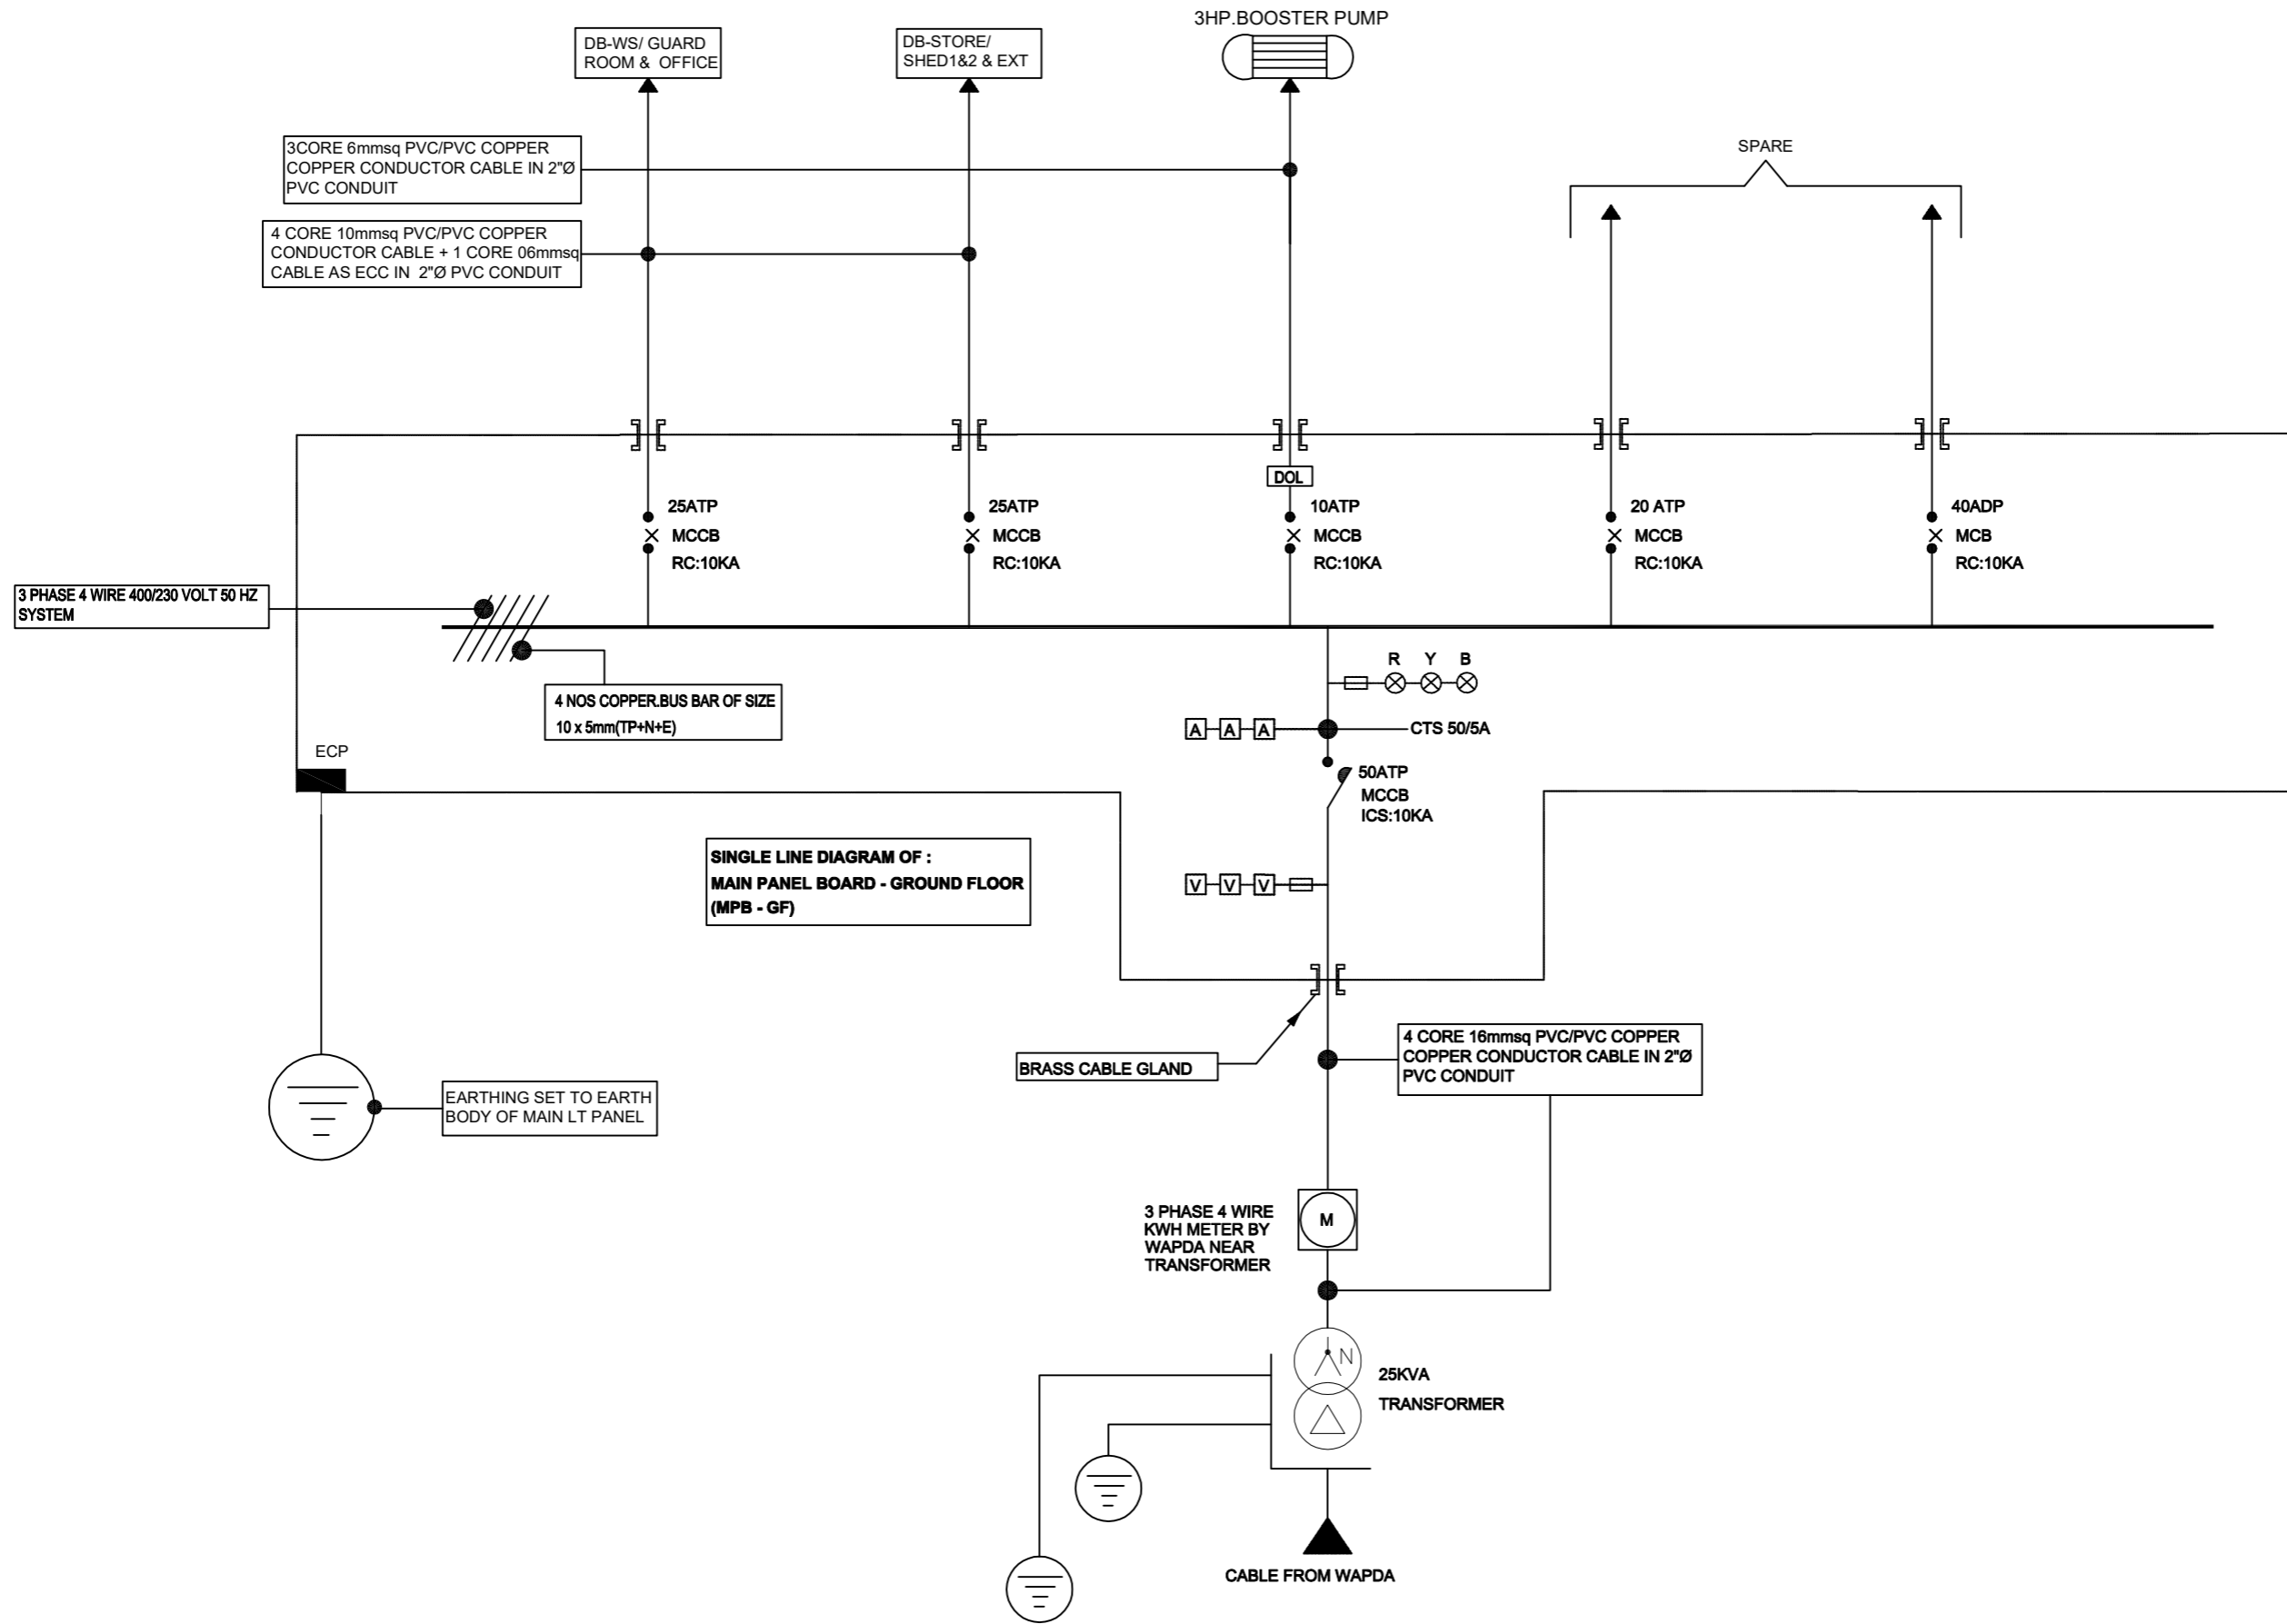 3HP.BOOSTER PUMP
DB-WS/ GUARD
ROOM & OFFICE
DB-STORE/
SHED1&2 & EXT
3CORE 6mmsq PVC/PVC COPPER
COPPER CONDUCTOR CABLE IN 2"Ø
PVC CONDUIT
SPARE
4 CORE 10mmsq PVC/PVC COPPER
CONDUCTOR CABLE + 1 CORE 06mmsq
CABLE AS ECC IN 2"Ø PVC CONDUIT
DOL
25ATP
MCCB
RC:10KA
25ATP
MCCB
RC:10KA
10ATP
MCCB
RC:10KA
20 ATP
MCCB
RC:10KA
40ADP
MCB
RC:10KA
3 PHASE 4 WIRE 400/230 VOLT 50 HZ
SYSTEM
4 NOS COPPER.BUS BAR OF SIZE
10 x 5mm(TP+N+E)
R Y B
A A A
CTS 50/5A
ECP
50ATP
MCCB
ICS:10KA
SINGLE LINE DIAGRAM OF :
MAIN PANEL BOARD - GROUND FLOOR
(MPB - GF)
V V V
BRASS CABLE GLAND
4 CORE 16mmsq PVC/PVC COPPER
COPPER CONDUCTOR CABLE IN 2"Ø
PVC CONDUIT
EARTHING SET TO EARTH
BODY OF MAIN LT PANEL
3 PHASE 4 WIRE
KWH METER BY
WAPDA NEAR
TRANSFORMER
M
N
25KVA
TRANSFORMER
CABLE FROM WAPDA